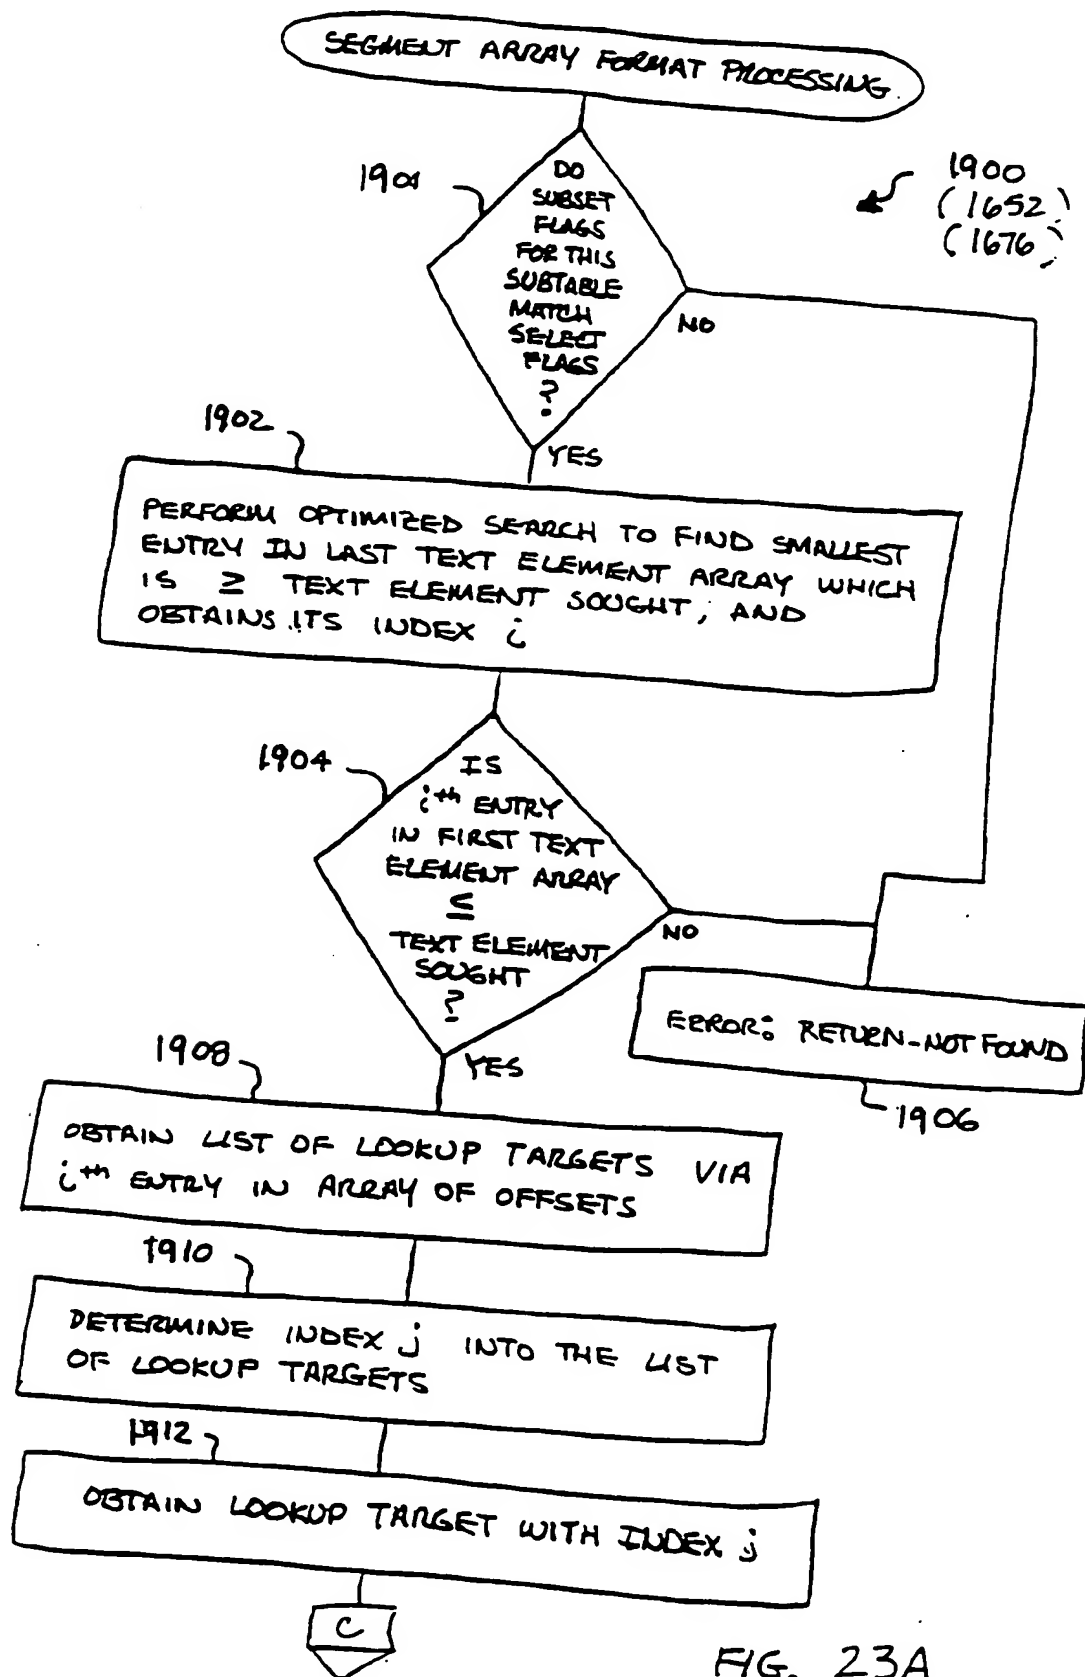 SEGMENT ARRAY FORMAT PROCESSING
1901
DO
SUBSET
FLAGS
FOR THIS
SUBTABLE
MATCH
SELECT
FLAGS
?
1900
(1652)
(1676)
NO
YES
1902
PERFORM OPTIMIZED SEARCH TO FIND SMALLEST
ENTRY IN LAST TEXT ELEMENT ARRAY WHICH
IS ≥ TEXT ELEMENT SOUGHT; AND
OBTAINS ITS INDEX i
1904
IS
ith ENTRY
IN FIRST TEXT
ELEMENT ARRAY
≤
TEXT ELEMENT
SOUGHT
?
NO
YES
ERROR: RETURN-NOT FOUND
1906
1908
OBTAIN LIST OF LOOKUP TARGETS VIA
ith ENTRY IN ARRAY OF OFFSETS
1910
DETERMINE INDEX j INTO THE LIST
OF LOOKUP TARGETS
1912
OBTAIN LOOKUP TARGET WITH INDEX j
C
FIG. 23A